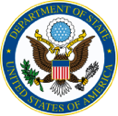 DEPARTMENT OF STATE
UNITED STATES OF AMERICA